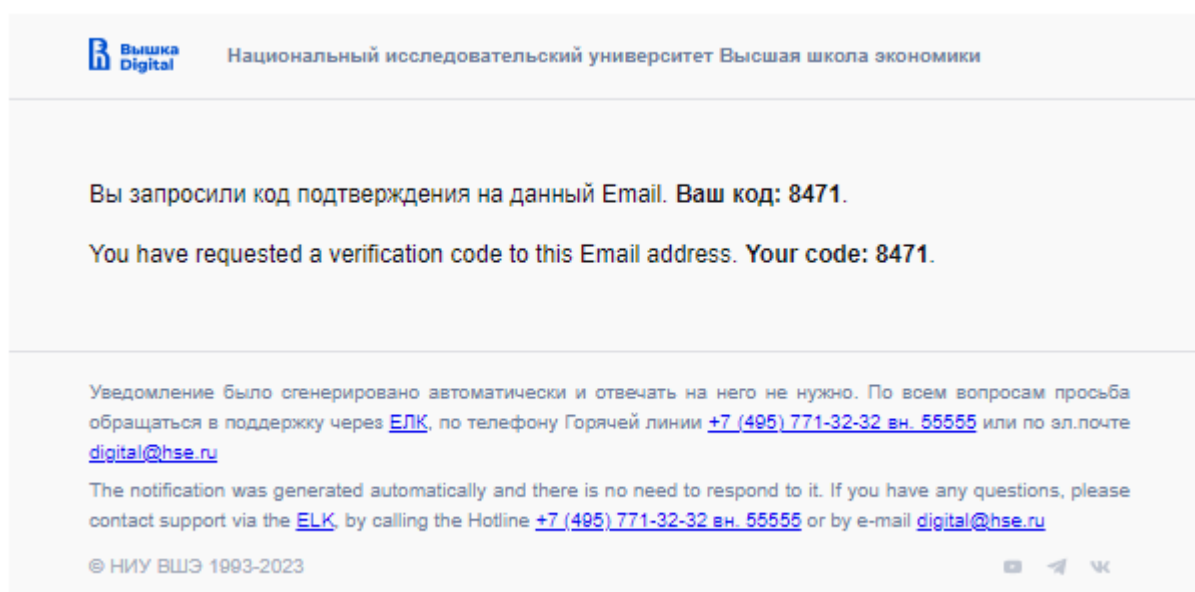 Вышка
Digital
Национальный исследовательский университет Высшая школа экономики
Вы запросили код подтверждения на данный Email. Ваш код: 8471.
You have requested a verification code to this Email address. Your code: 8471.
Уведомление было сгенерировано автоматически и отвечать на него не нужно. По всем вопросам просьба
обращаться в поддержку через ЕЛК, по телефону Горячей линии +7 (495) 771-32-32 вн. 55555 или по эл.почте
digital@hse.ru
The notification was generated automatically and there is no need to respond to it. If you have any questions, please
contact support via the ELK, by calling the Hotline +7 (495) 771-32-32 вн. 55555 or by e-mail digital@hse.ru
© НИУ ВШЭ 1993-2023